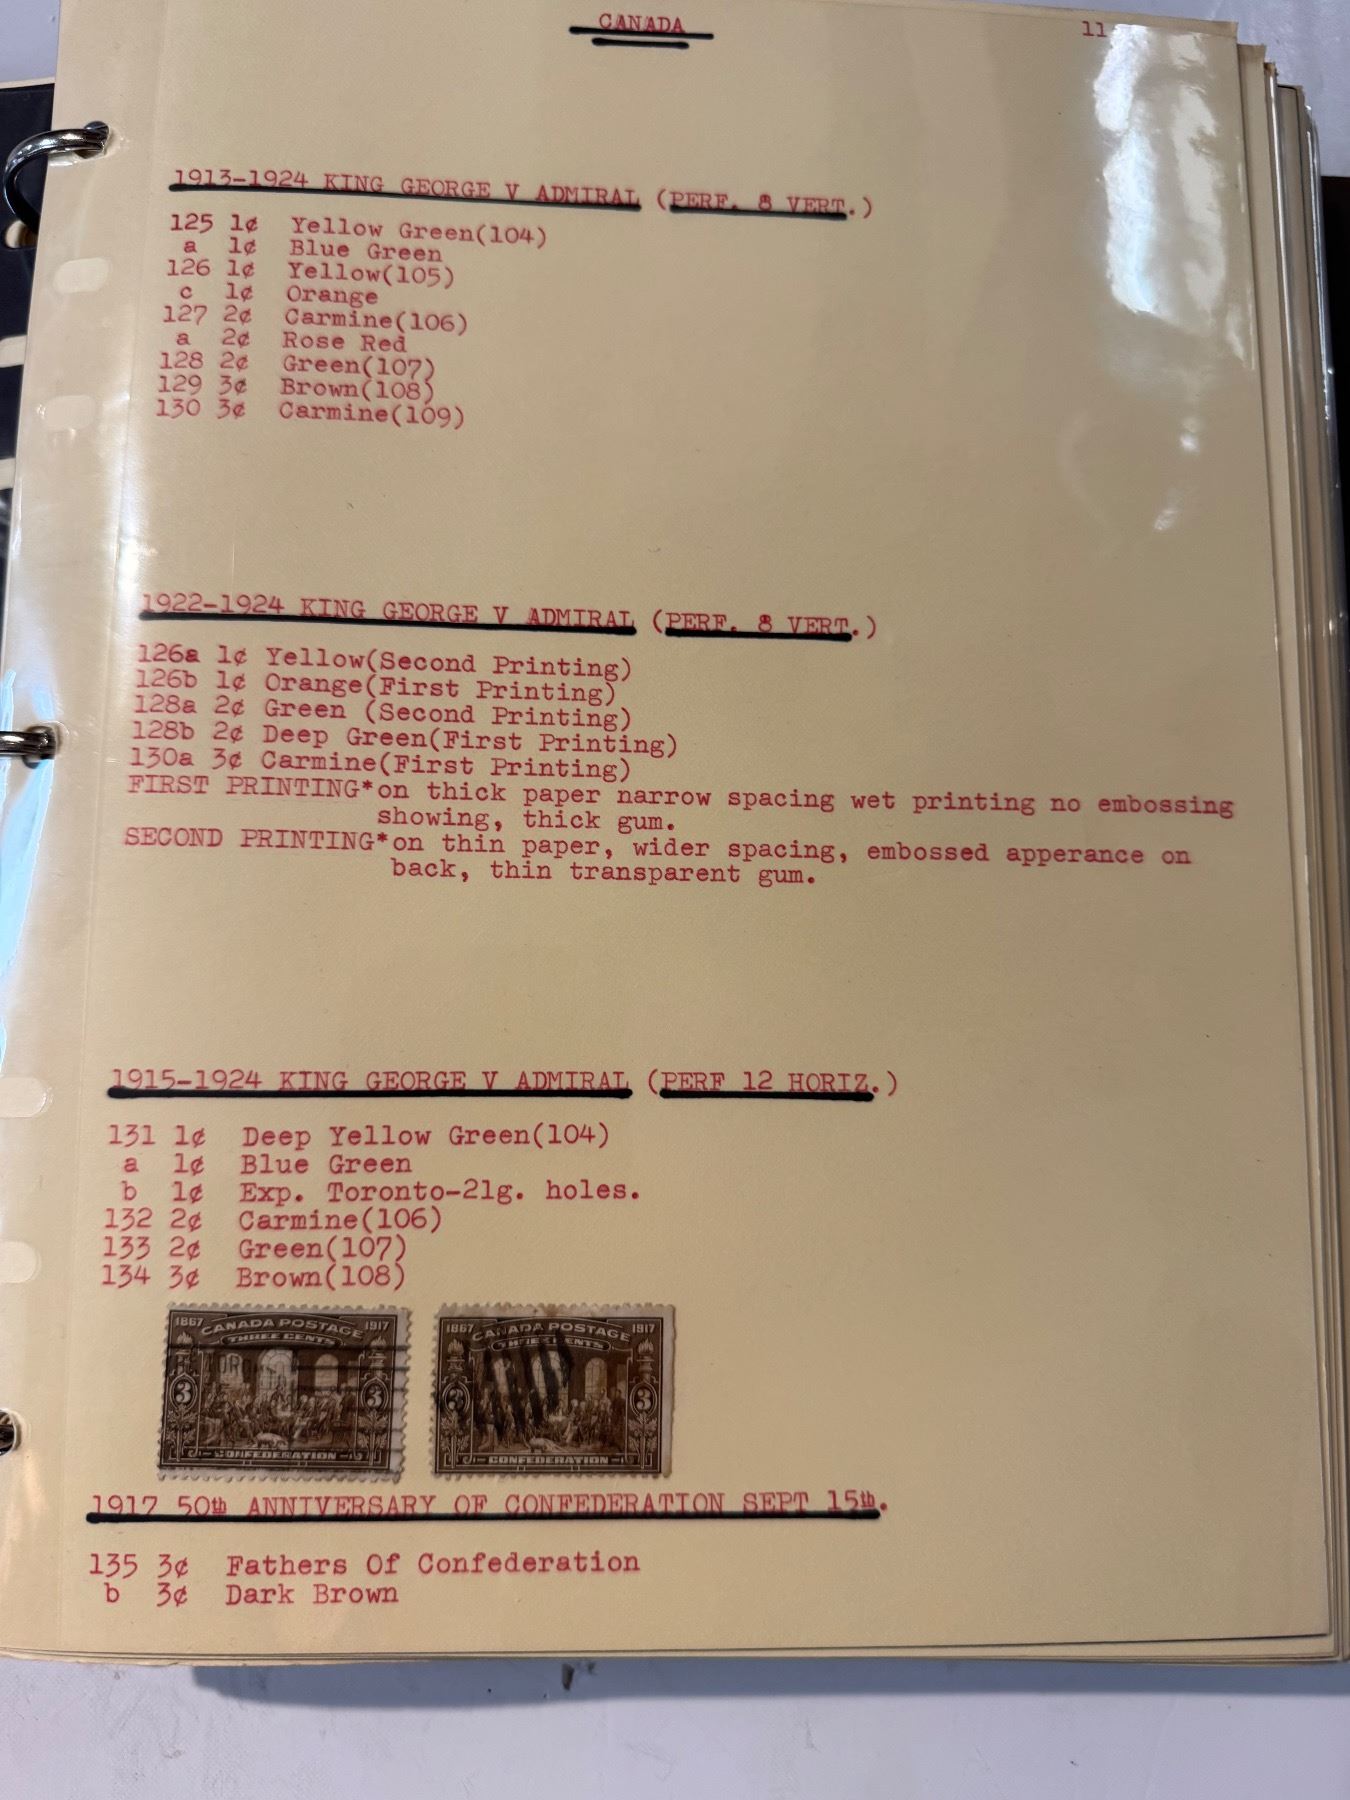 CANADA
11
1913-1924 KING GEORGE V ADMIRAL (PERF. 8 VERT.)
125 1¢ Yellow Green(104)
a 1¢ Blue Green
126 1¢ Yellow(105)
c 1¢ Orange
127 2¢ Carmine(106)
a 2¢ Rose Red
128 2¢ Green(107)
129 3¢ Brown(108)
130 3¢ Carmine(109)
1922-1924 KING GEORGE V ADMIRAL (PERF. 8 VERT.)
126a 1¢ Yellow(Second Printing)
126b 1¢ Orange(First Printing)
128a 2¢ Green (Second Printing)
128b 2¢ Deep Green(First Printing)
130a 3¢ Carmine(First Printing)
FIRST PRINTING*on thick paper narrow spacing wet printing no embossing
showing, thick gum.
SECOND PRINTING*on thin paper, wider spacing, embossed apperance on
back, thin transparent gum.
1915-1924 KING GEORGE V ADMIRAL (PERF 12 HORIZ.)
131 1¢ Deep Yellow Green(104)
a 1¢ Blue Green
b 1¢ Exp. Toronto-2lg. holes.
132 2¢ Carmine(106)
133 2¢ Green(107)
134 3¢ Brown(108)
1867 CANADA POSTAGE 1917
THREE CENTS
3 3
CONFEDERATION
1867 CANADA POSTAGE 1917
THREE CENTS
3 3
CONFEDERATION
1917 50th ANNIVERSARY OF CONFEDERATION SEPT 15th.
135 3¢ Fathers Of Confederation
b 3¢ Dark Brown